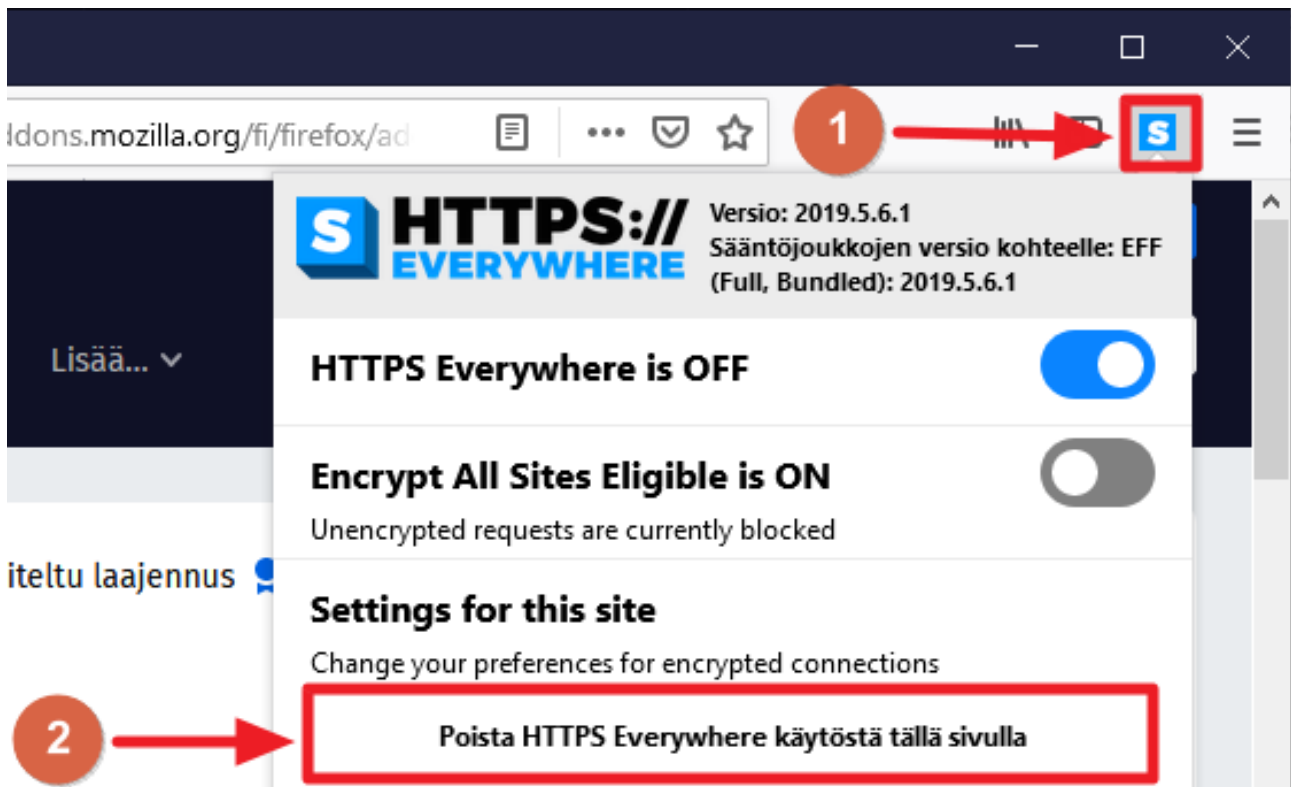 ddons.mozilla.org/fi/firefox/ad
1
S
S HTTPS://
EVERYWHERE
Versio: 2019.5.6.1
Sääntöjoukkojen versio kohteelle: EFF
(Full, Bundled): 2019.5.6.1
Lisää...
HTTPS Everywhere is OFF
Encrypt All Sites Eligible is ON
Unencrypted requests are currently blocked
iteltu laajennus
Settings for this site
Change your preferences for encrypted connections
2
Poista HTTPS Everywhere käytöstä tällä sivulla